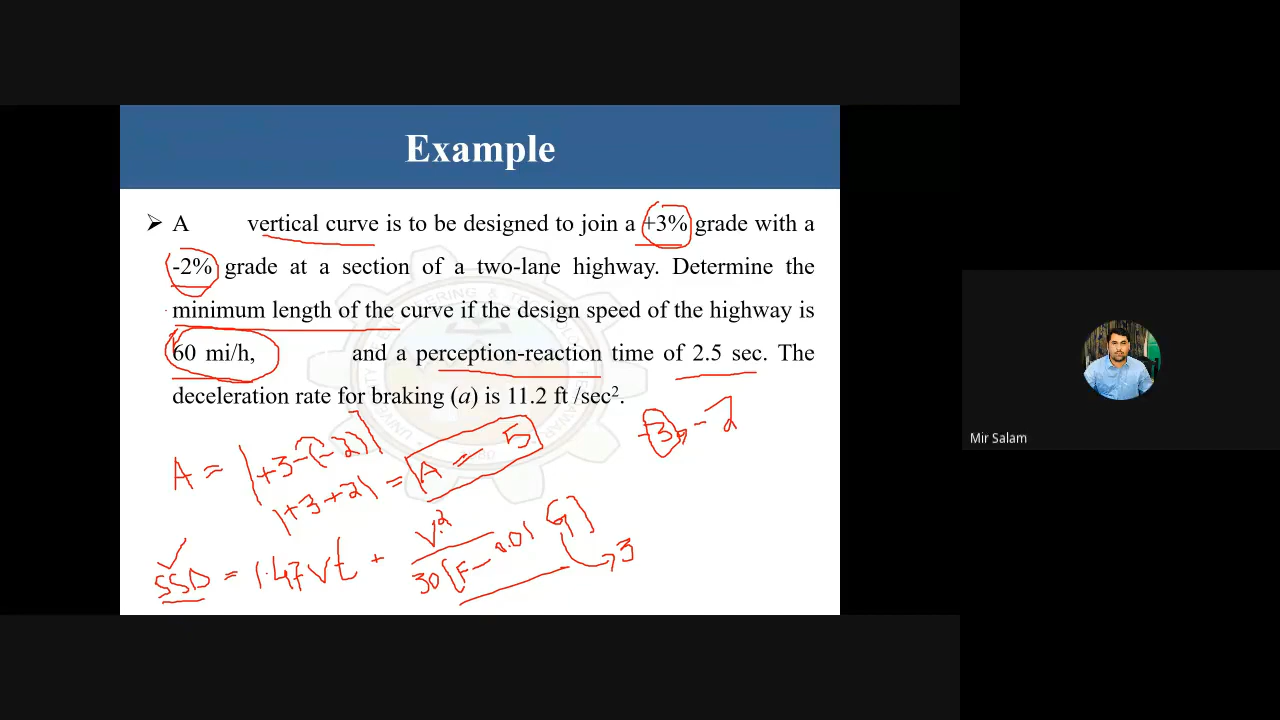 Example
➢ A vertical curve is to be designed to join a +3% grade with a
-2% grade at a section of a two-lane highway. Determine the
minimum length of the curve if the design speed of the highway is
60 mi/h, and a perception-reaction time of 2.5 sec. The
deceleration rate for braking (a) is 11.2 ft /sec².
+3, -2
A = |+3-(-2)|
|+3+2| = A = 5
SSD = 1.47Vt + V² / 30[F-0.01 G] → 3
Mir Salam